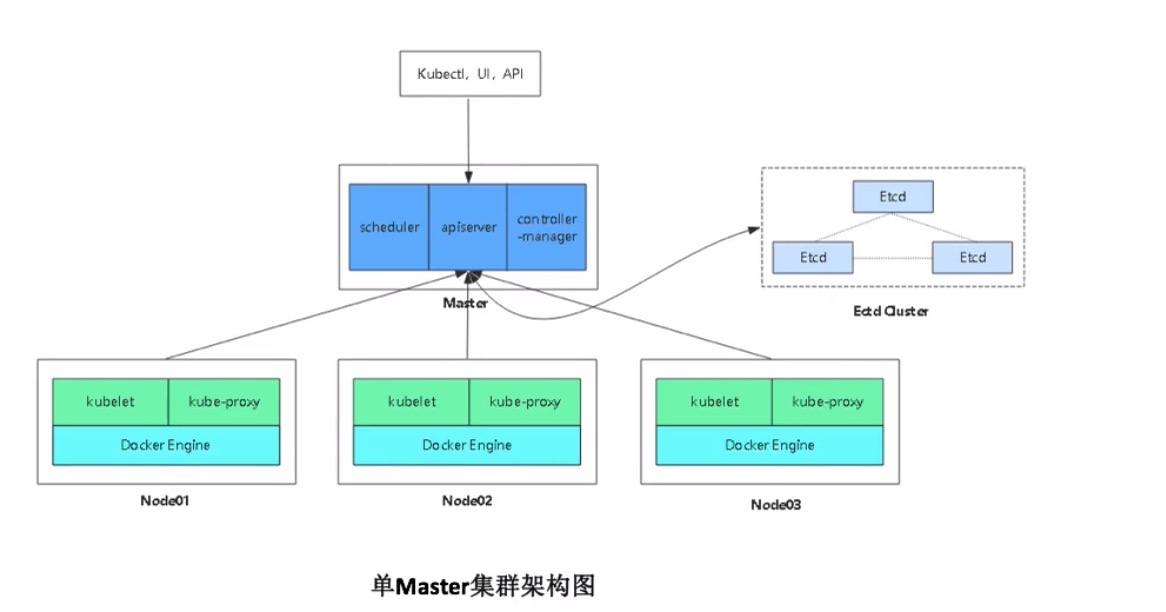 Kubectl, UI, API
scheduler
apiserver
controller
-manager
Master
Etcd
Etcd
Etcd
Ectd Cluster
kubelet
kube-proxy
Docker Engine
Node01
kubelet
kube-proxy
Docker Engine
Node02
kubelet
kube-proxy
Docker Engine
Node03
单Master集群架构图